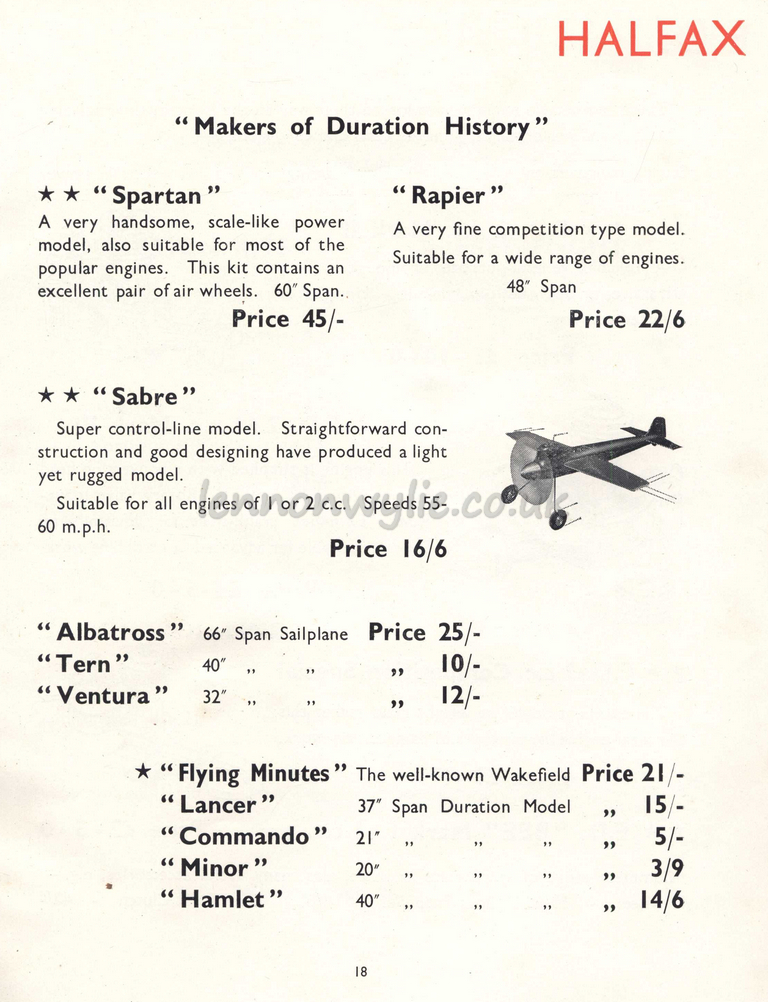 HALFAX
“Makers of Duration History”
★ ★ “Spartan”
A very handsome, scale-like power
model, also suitable for most of the
popular engines. This kit contains an
excellent pair of air wheels. 60″ Span.
Price 45/-
“Rapier”
A very fine competition type model.
Suitable for a wide range of engines.
48″ Span
Price 22/6
★ ★ “Sabre”
Super control-line model. Straightforward con-
struction and good designing have produced a light
yet rugged model.
Suitable for all engines of 1 or 2 c.c. Speeds 55-
60 m.p.h.
Price 16/6
lennonwylie.co.uk
“Albatross” 66″ Span Sailplane Price 25/-
“Tern” 40″ ,, ,, ,, 10/-
“Ventura” 32″ ,, ,, ,, 12/-
★ “Flying Minutes” The well-known Wakefield Price 21/-
“Lancer” 37″ Span Duration Model ,, 15/-
“Commando” 21″ ,, ,, ,, ,, 5/-
“Minor” 20″ ,, ,, ,, ,, 3/9
“Hamlet” 40″ ,, ,, ,, ,, 14/6
18